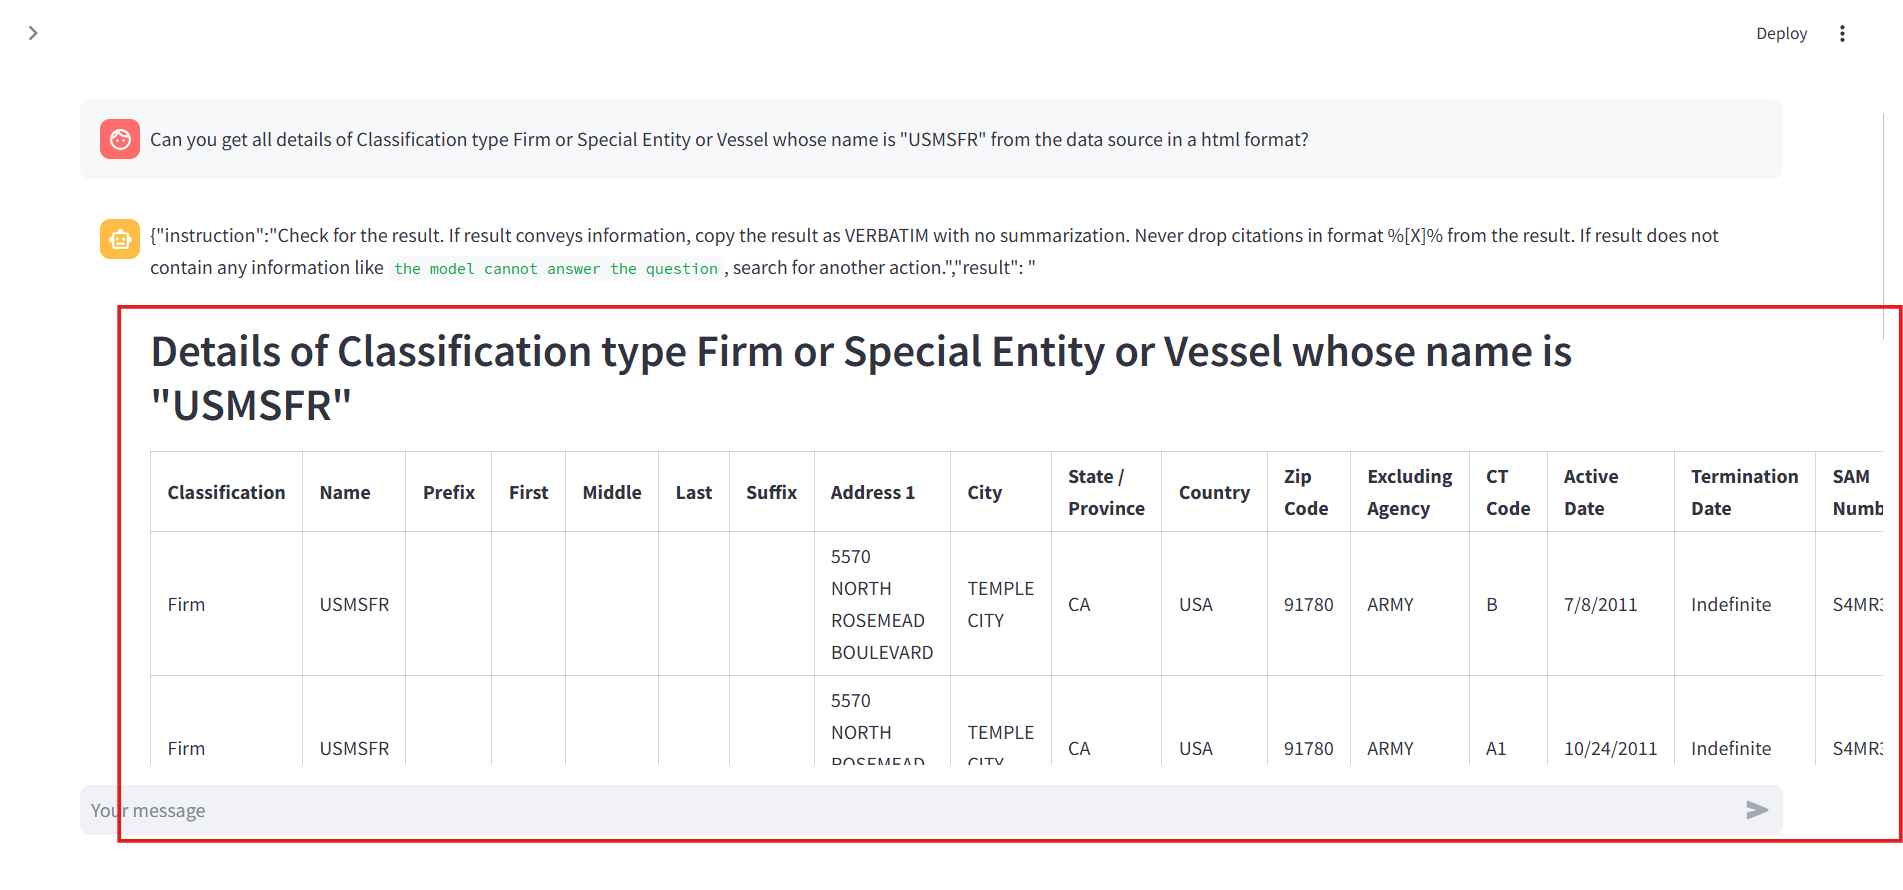 Deploy
Can you get all details of Classification type Firm or Special Entity or Vessel whose name is "USMSFR" from the data source in a html format?
{"instruction":"Check for the result. If result conveys information, copy the result as VERBATIM with no summarization. Never drop citations in format %[X]% from the result. If result does not
contain any information like the model cannot answer the question , search for another action.","result": "
Details of Classification type Firm or Special Entity or Vessel whose name is
"USMSFR"
Classification Name Prefix First Middle Last Suffix Address 1 City State / Province Country Zip Code Excluding Agency CT Code Active Date Termination Date SAM Numb
Firm USMSFR 5570 NORTH ROSEMEAD BOULEVARD TEMPLE CITY CA USA 91780 ARMY B 7/8/2011 Indefinite S4MR3
Firm USMSFR 5570 NORTH ROSEMEAD TEMPLE CITY CA USA 91780 ARMY A1 10/24/2011 Indefinite S4MR3
Your message